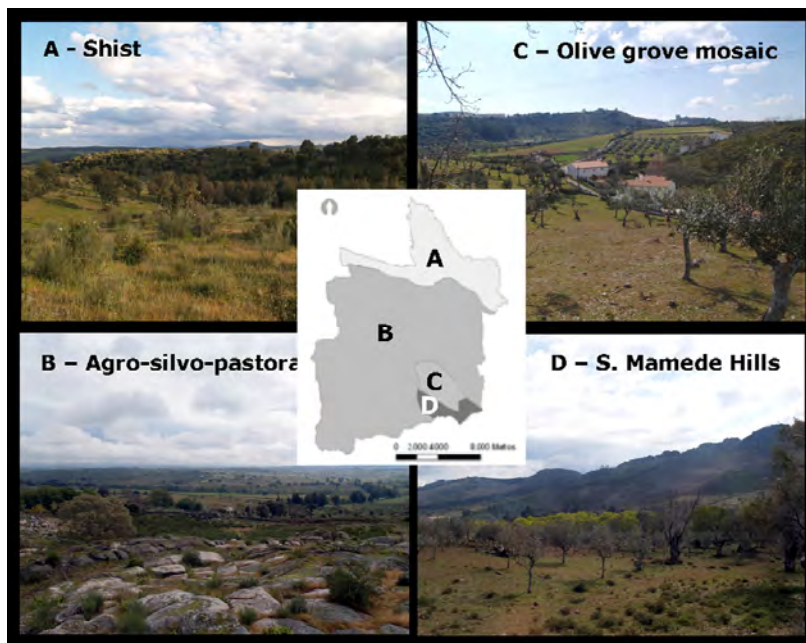 A - Shist
C – Olive grove mosaic
A
B
C
D
0 2.000 4.000 8.000 Metros
B – Agro-silvo-pastora
D – S. Mamede Hills